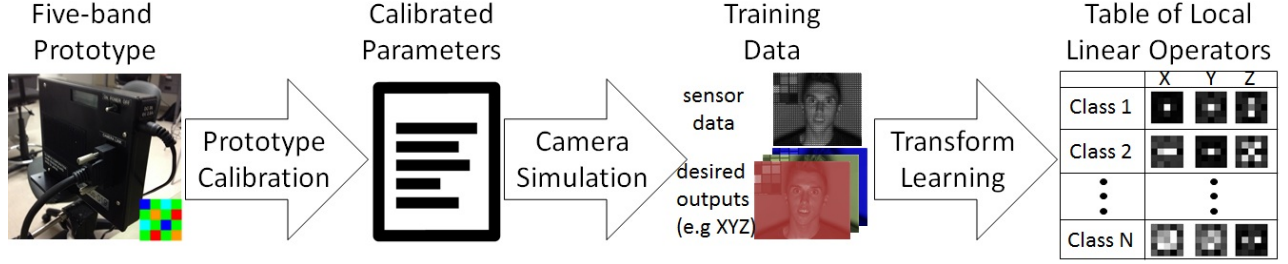 Five-band
Prototype
Prototype
Calibration
Calibrated
Parameters
Camera
Simulation
Training
Data
sensor
data
desired
outputs
(e.g XYZ)
Transform
Learning
Table of Local
Linear Operators
X Y Z
Class 1
Class 2
Class N